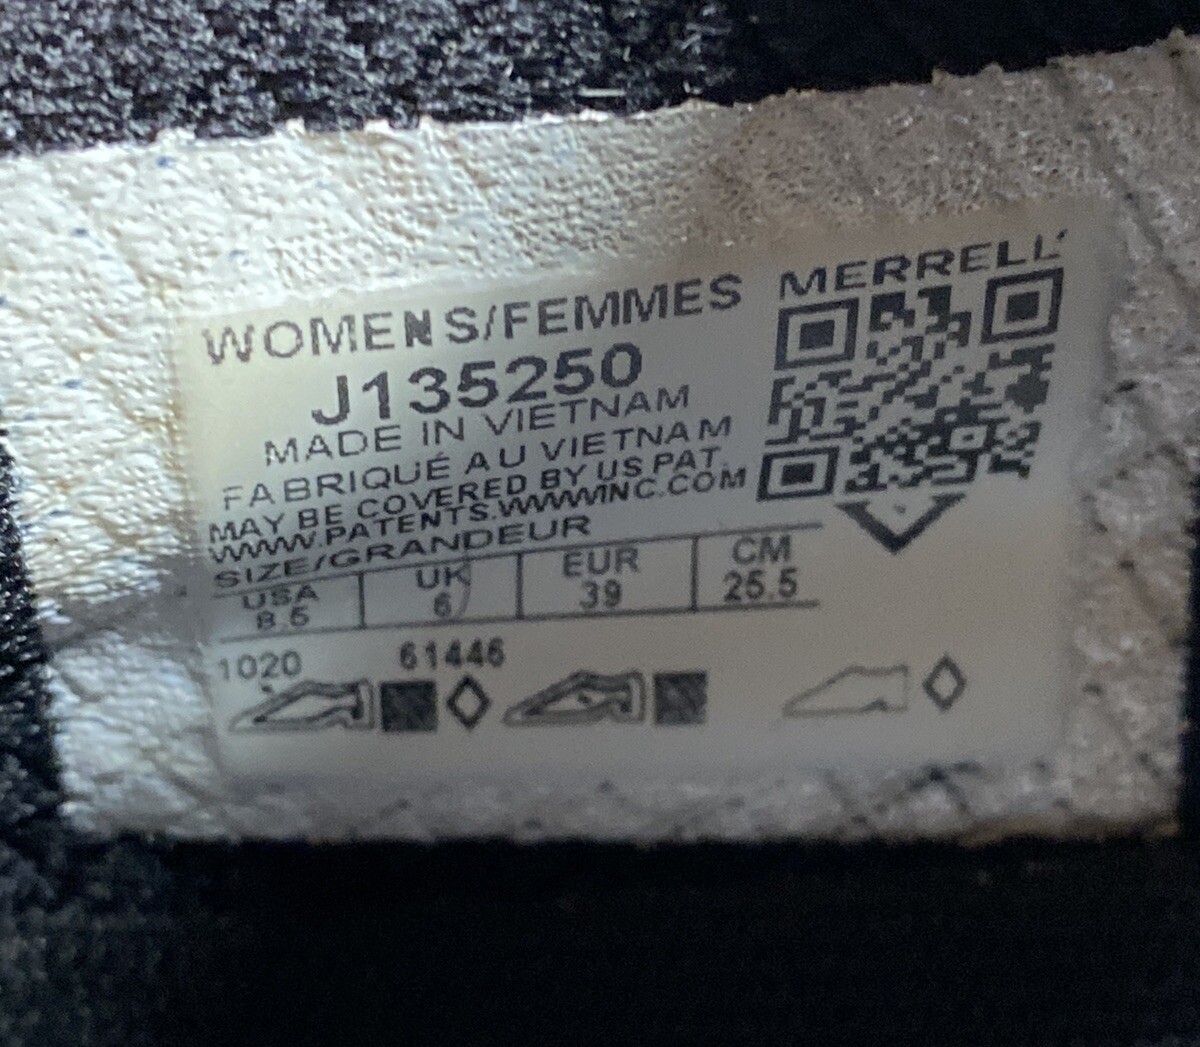 MERRELL
WOMENS/FEMMES
J135250
MADE IN VIETNAM
FABRIQUÉ AU VIETNAM
MAY BE COVERED BY US PAT.
WWW.PATENTS.WWWINC.COM
SIZE/GRANDEUR
USA UK EUR CM
8.5 6 39 25.5
1020 61446